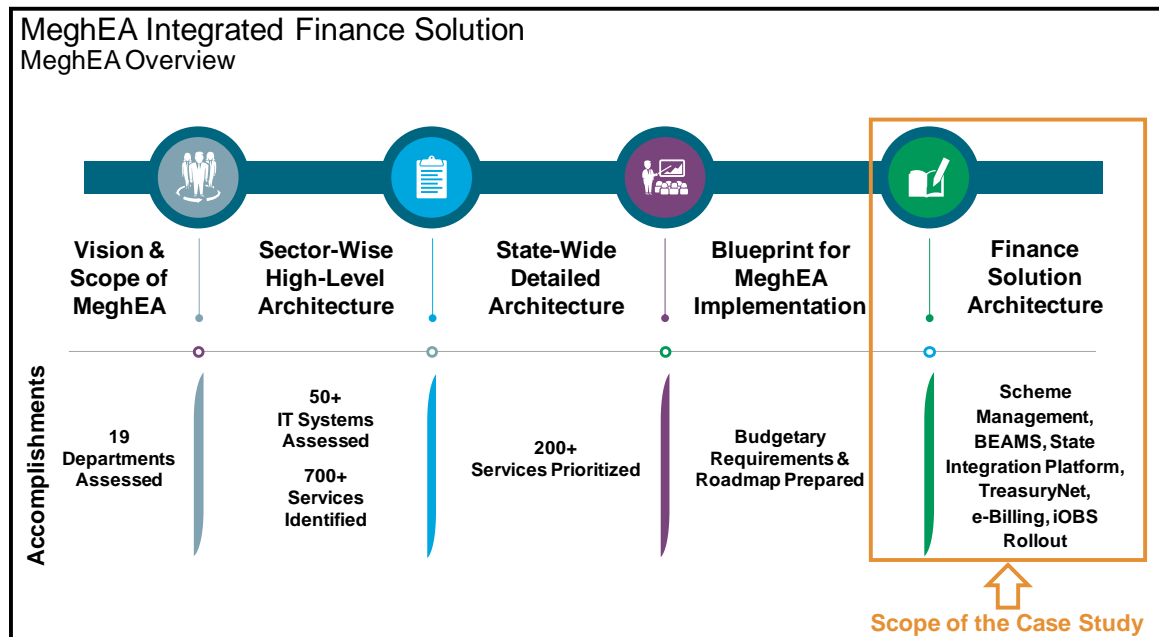 MeghEA Integrated Finance Solution
MeghEA Overview
Vision &
Scope of
MeghEA
Sector-Wise
High-Level
Architecture
State-Wide
Detailed
Architecture
Blueprint for
MeghEA
Implementation
Finance
Solution
Architecture
Accomplishments
19
Departments
Assessed
50+
IT Systems
Assessed
700+
Services
Identified
200+
Services Prioritized
Budgetary
Requirements &
Roadmap Prepared
Scheme
Management,
BEAMS, State
Integration Platform,
TreasuryNet,
e-Billing, iOBS
Rollout
Scope of the Case Study